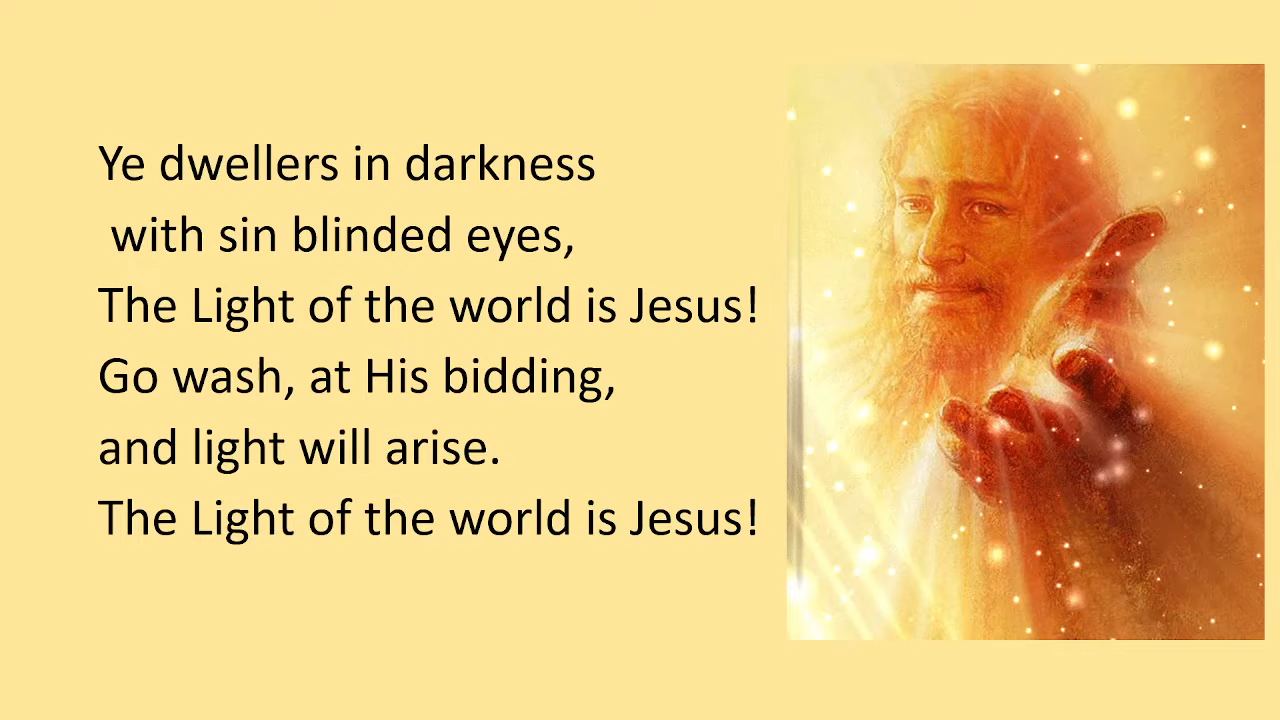 Ye dwellers in darkness
with sin blinded eyes,
The Light of the world is Jesus!
Go wash, at His bidding,
and light will arise.
The Light of the world is Jesus!